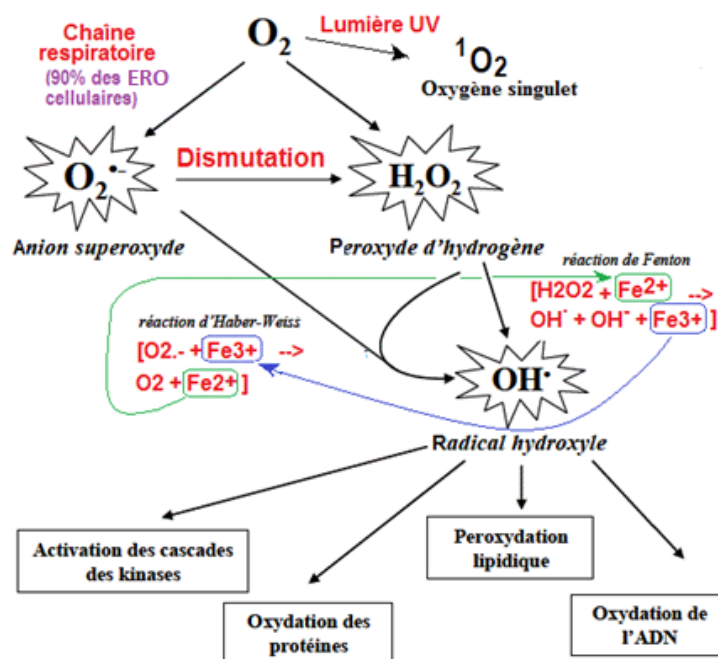 Chaîne
respiratoire
(90% des ERO
cellulaires)
O₂
Lumière UV
¹O₂
Oxygène singulet
O₂•-
Dismutation
H₂O₂
Anion superoxyde
Peroxyde d'hydrogène
réaction de Fenton
[H2O2 + Fe2+ -->
OH· + OH- + Fe3+ ]
réaction d'Haber-Weiss
[O2.- + Fe3+ -->
O2 + Fe2+ ]
OH•
Radical hydroxyle
Activation des cascades
des kinases
Oxydation des
protéines
Peroxydation
lipidique
Oxydation de
l'ADN